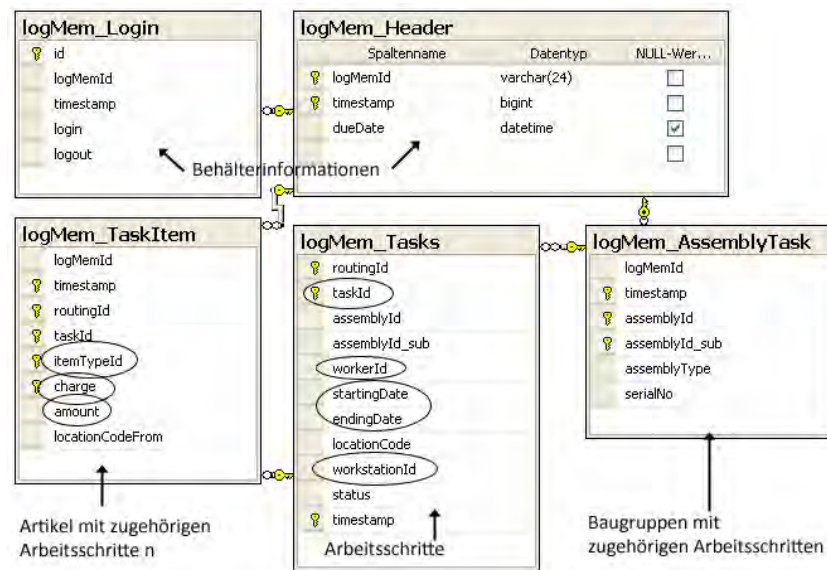 logMem_Login
id
logMemId
timestamp
login
logout
logMem_Header
Spaltenname Datentyp NULL-Wer...
logMemId varchar(24)
timestamp bigint
dueDate datetime
Behälterinformationen
logMem_TaskItem
logMemId
timestamp
routingId
taskId
itemTypeId
charge
amount
locationCodeFrom
Artikel mit zugehörigen
Arbeitsschritte n
logMem_Tasks
routingId
taskId
assemblyId
assemblyId_sub
workerId
startingDate
endingDate
locationCode
workstationId
status
timestamp
Arbeitsschritte
logMem_AssemblyTask
logMemId
timestamp
assemblyId
assemblyId_sub
assemblyType
serialNo
Baugruppen mit
zugehörigen Arbeitsschritten